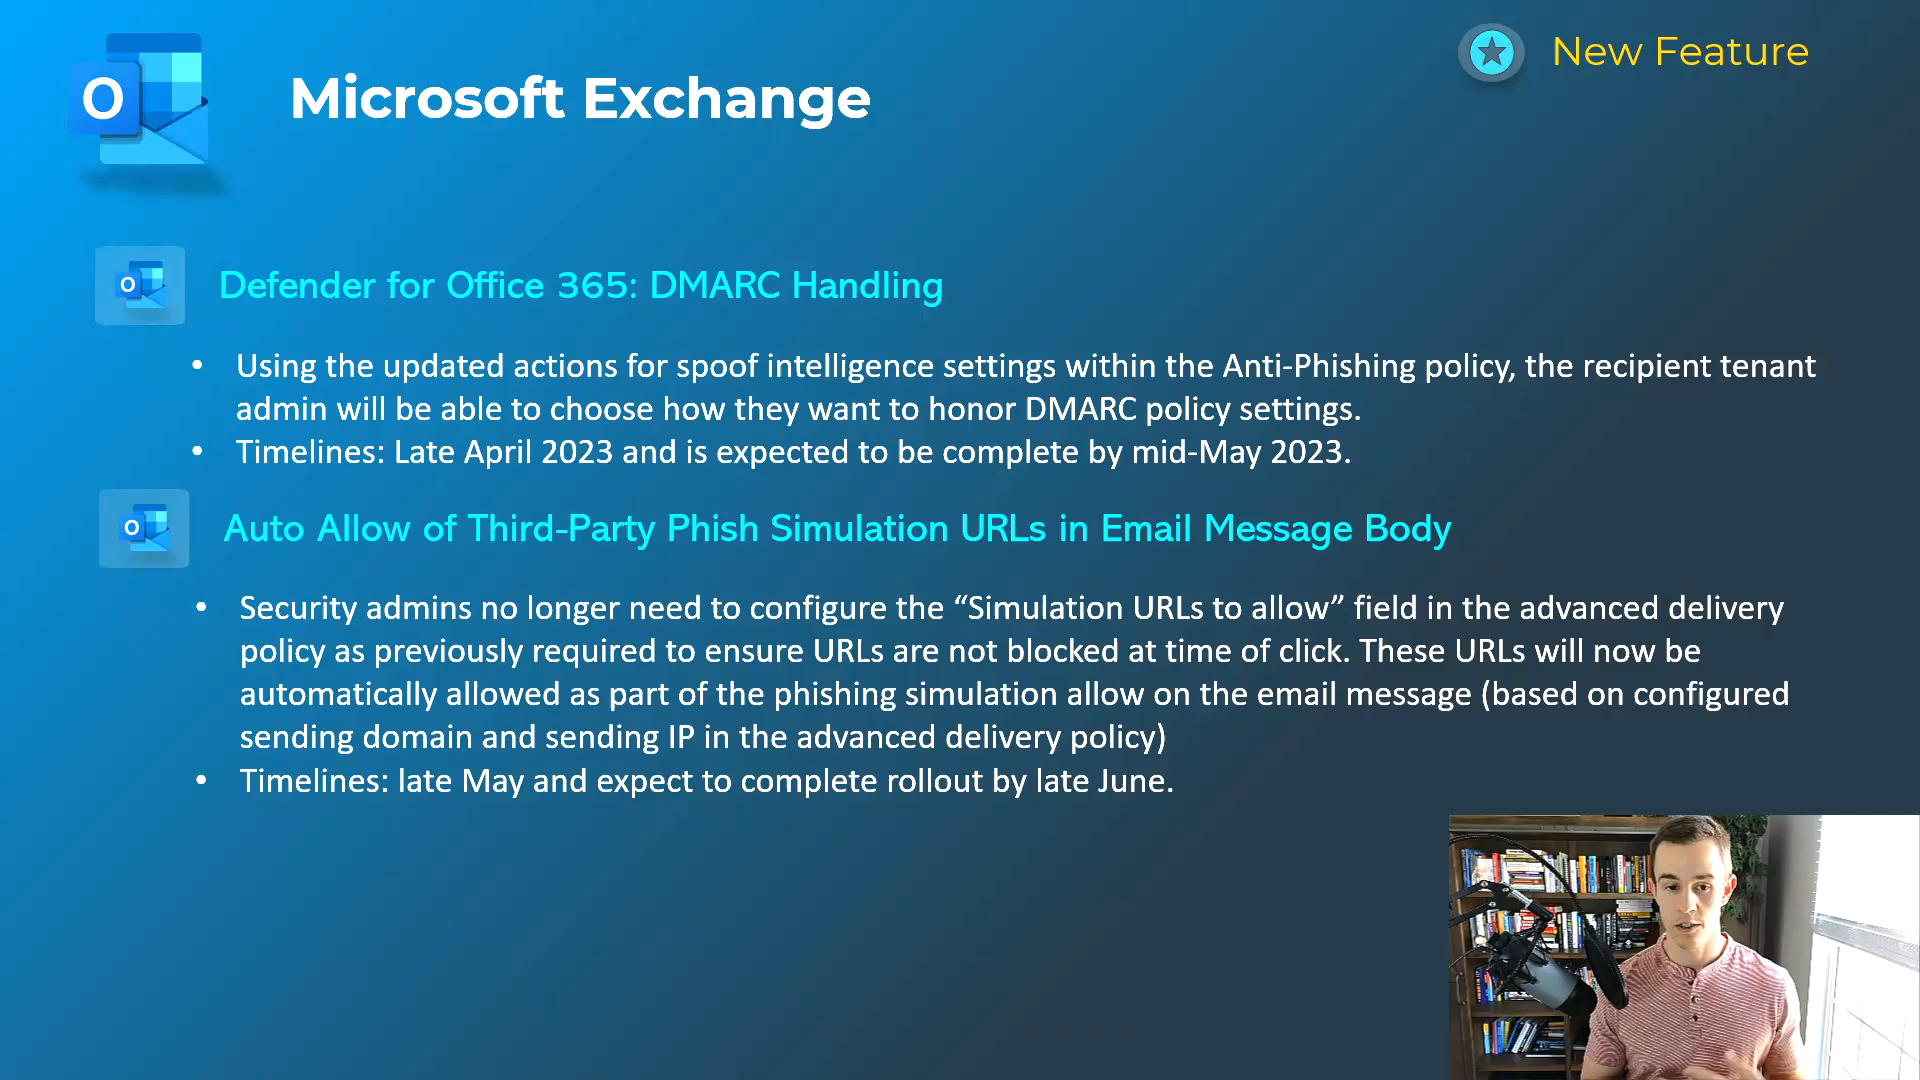 New Feature
O
Microsoft Exchange
O
Defender for Office 365: DMARC Handling
• Using the updated actions for spoof intelligence settings within the Anti-Phishing policy, the recipient tenant
admin will be able to choose how they want to honor DMARC policy settings.
• Timelines: Late April 2023 and is expected to be complete by mid-May 2023.
O
Auto Allow of Third-Party Phish Simulation URLs in Email Message Body
• Security admins no longer need to configure the “Simulation URLs to allow” field in the advanced delivery
policy as previously required to ensure URLs are not blocked at time of click. These URLs will now be
automatically allowed as part of the phishing simulation allow on the email message (based on configured
sending domain and sending IP in the advanced delivery policy)
• Timelines: late May and expect to complete rollout by late June.